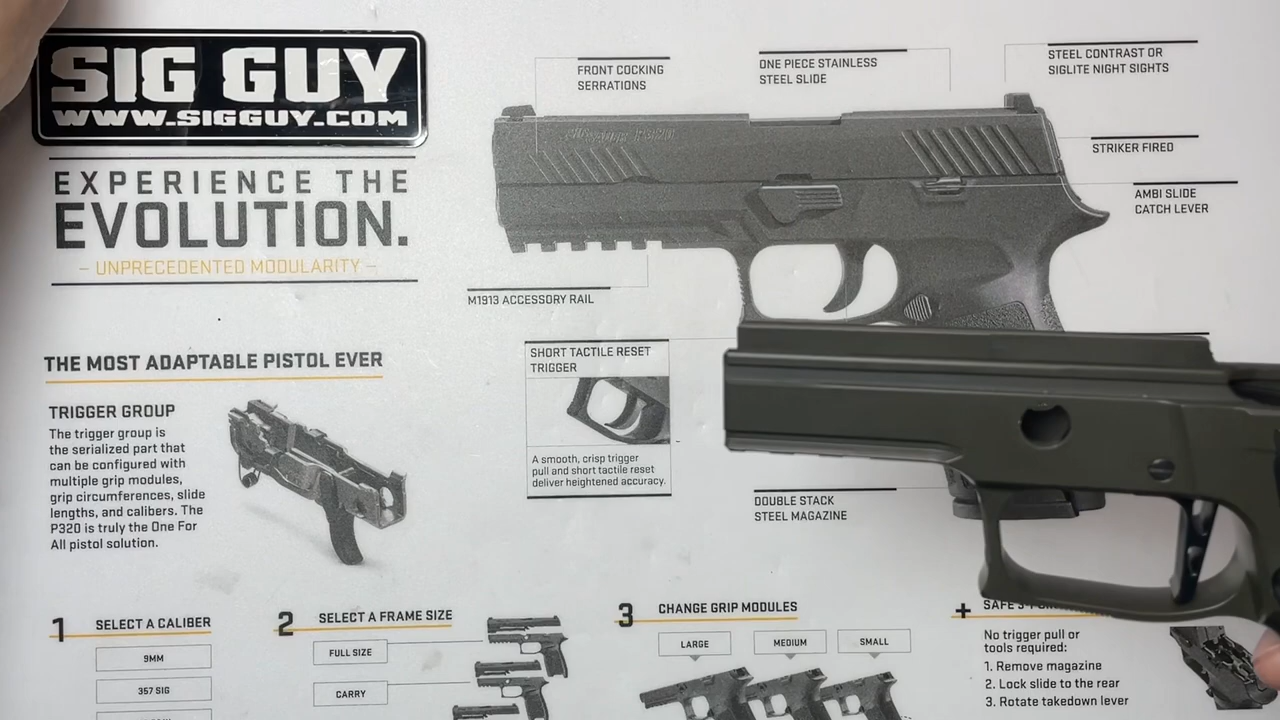 SIG GUY
WWW.SIGGUY.COM
EXPERIENCE THE
EVOLUTION.
– UNPRECEDENTED MODULARITY –
FRONT COCKING
SERRATIONS
ONE PIECE STAINLESS
STEEL SLIDE
STEEL CONTRAST OR
SIGLITE NIGHT SIGHTS
STRIKER FIRED
AMBI SLIDE
CATCH LEVER
M1913 ACCESSORY RAIL
THE MOST ADAPTABLE PISTOL EVER
TRIGGER GROUP
The trigger group is
the serialized part that
can be configured with
multiple grip modules,
grip circumferences, slide
lengths, and calibers. The
P320 is truly the One For
All pistol solution.
SHORT TACTILE RESET
TRIGGER
A smooth, crisp trigger
pull and short tactile reset
deliver heightened accuracy.
DOUBLE STACK
STEEL MAGAZINE
1 SELECT A CALIBER
9MM
357 SIG
2 SELECT A FRAME SIZE
FULL SIZE
CARRY
3 CHANGE GRIP MODULES
LARGE
MEDIUM
SMALL
+ SAFE
No trigger pull or
tools required:
1. Remove magazine
2. Lock slide to the rear
3. Rotate takedown lever